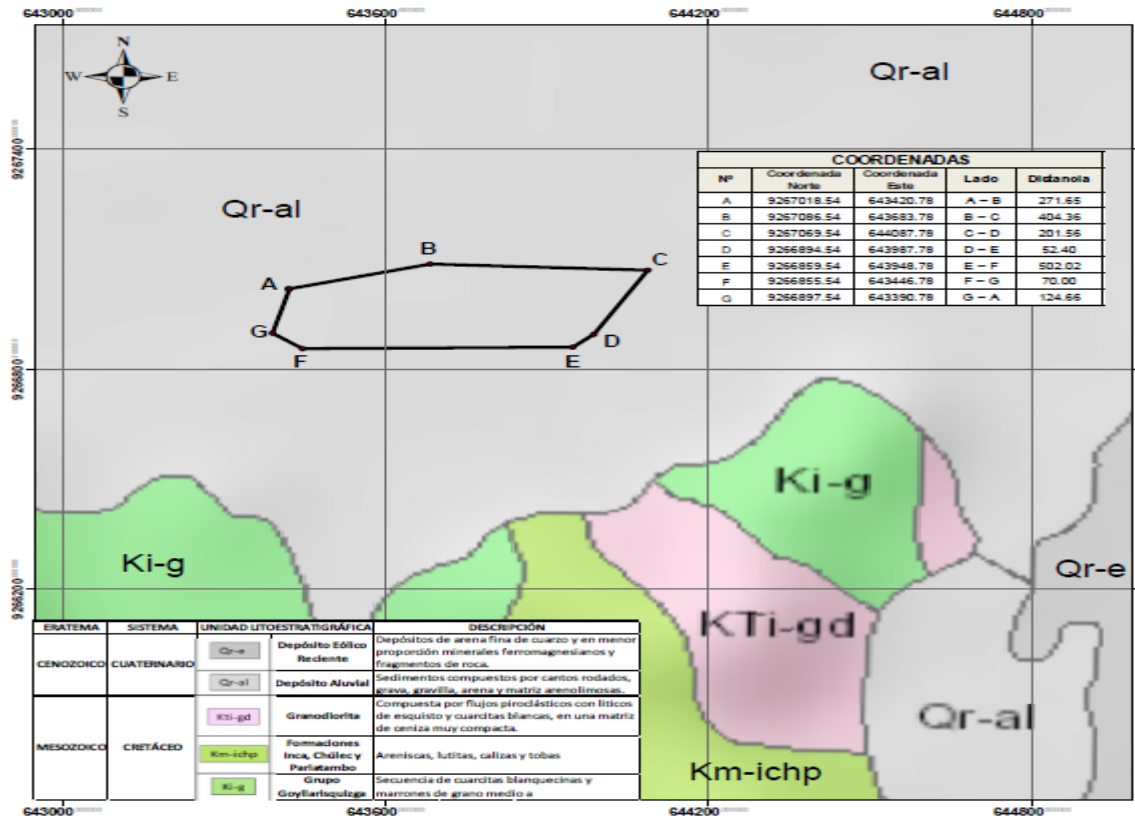 643000 643600 644200 644800
N
W E
S
Qr-al
9267400
COORDENADAS
Nº Coordenada Norte Coordenada Este Lado Distancia
A 9267018.54 643420.78 A – B 271.65
B 9267086.54 643683.78 B – C 404.36
C 9267069.54 644087.78 C – D 201.56
D 9266894.54 643987.78 D – E 52.40
E 9266859.54 643948.78 E – F 502.02
F 9266855.54 643446.78 F – G 70.00
G 9266897.54 643390.78 G – A 124.66
Qr-al
B
C
A
G
D
F
E
9266800
Ki-g
Ki-g
Qr-e
9266200
KTi-gd
Qr-al
Km-ichp
ERATEMA SISTEMA UNIDAD LITOESTRATIGRÁFICA DESCRIPCIÓN
CENOZOICO CUATERNARIO
Qr-e Depósito Eólico Reciente
Depósitos de arena fina de cuarzo y en menor
proporción minerales ferromagnesianos y
fragmentos de roca.
Qr-al Depósito Aluvial
Sedimentos compuestos por cantos rodados,
grava, gravilla, arena y matriz arenolimosas.
MESOZOICO CRETÁCEO
KTi-gd Granodiorita
Compuesta por flujos piroclásticos con líticos
de esquisto y cuarcitas blancas, en una matriz
de ceniza muy compacta.
Km-ichp Formaciones Inca, Chúlec y Pariatambo
Areniscas, lutitas, calizas y tobas
Ki-g Grupo Goyllarisquizga
Secuencia de cuarcitas blanquecinas y
marrones de grano medio a
643000 643600 644200 644800